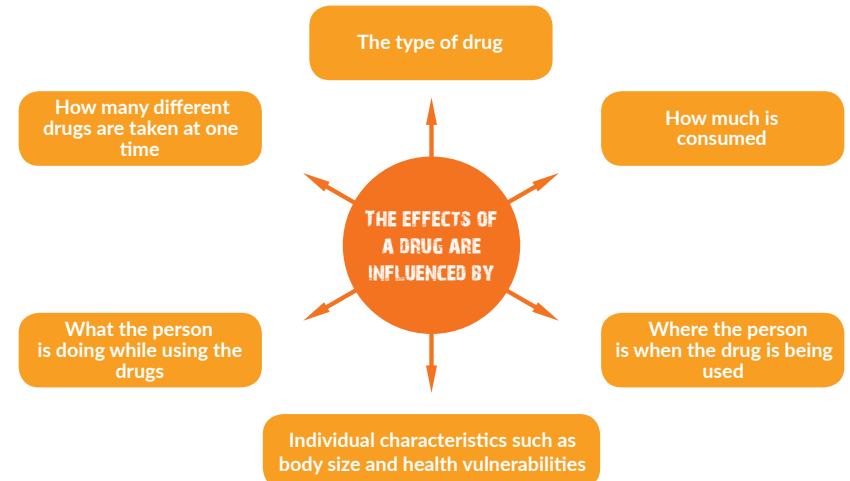 The type of drug
How many different
drugs are taken at one
time
How much is
consumed
THE EFFECTS OF
A DRUG ARE
INFLUENCED BY
What the person
is doing while using the
drugs
Where the person
is when the drug is being
used
Individual characteristics such as
body size and health vulnerabilities